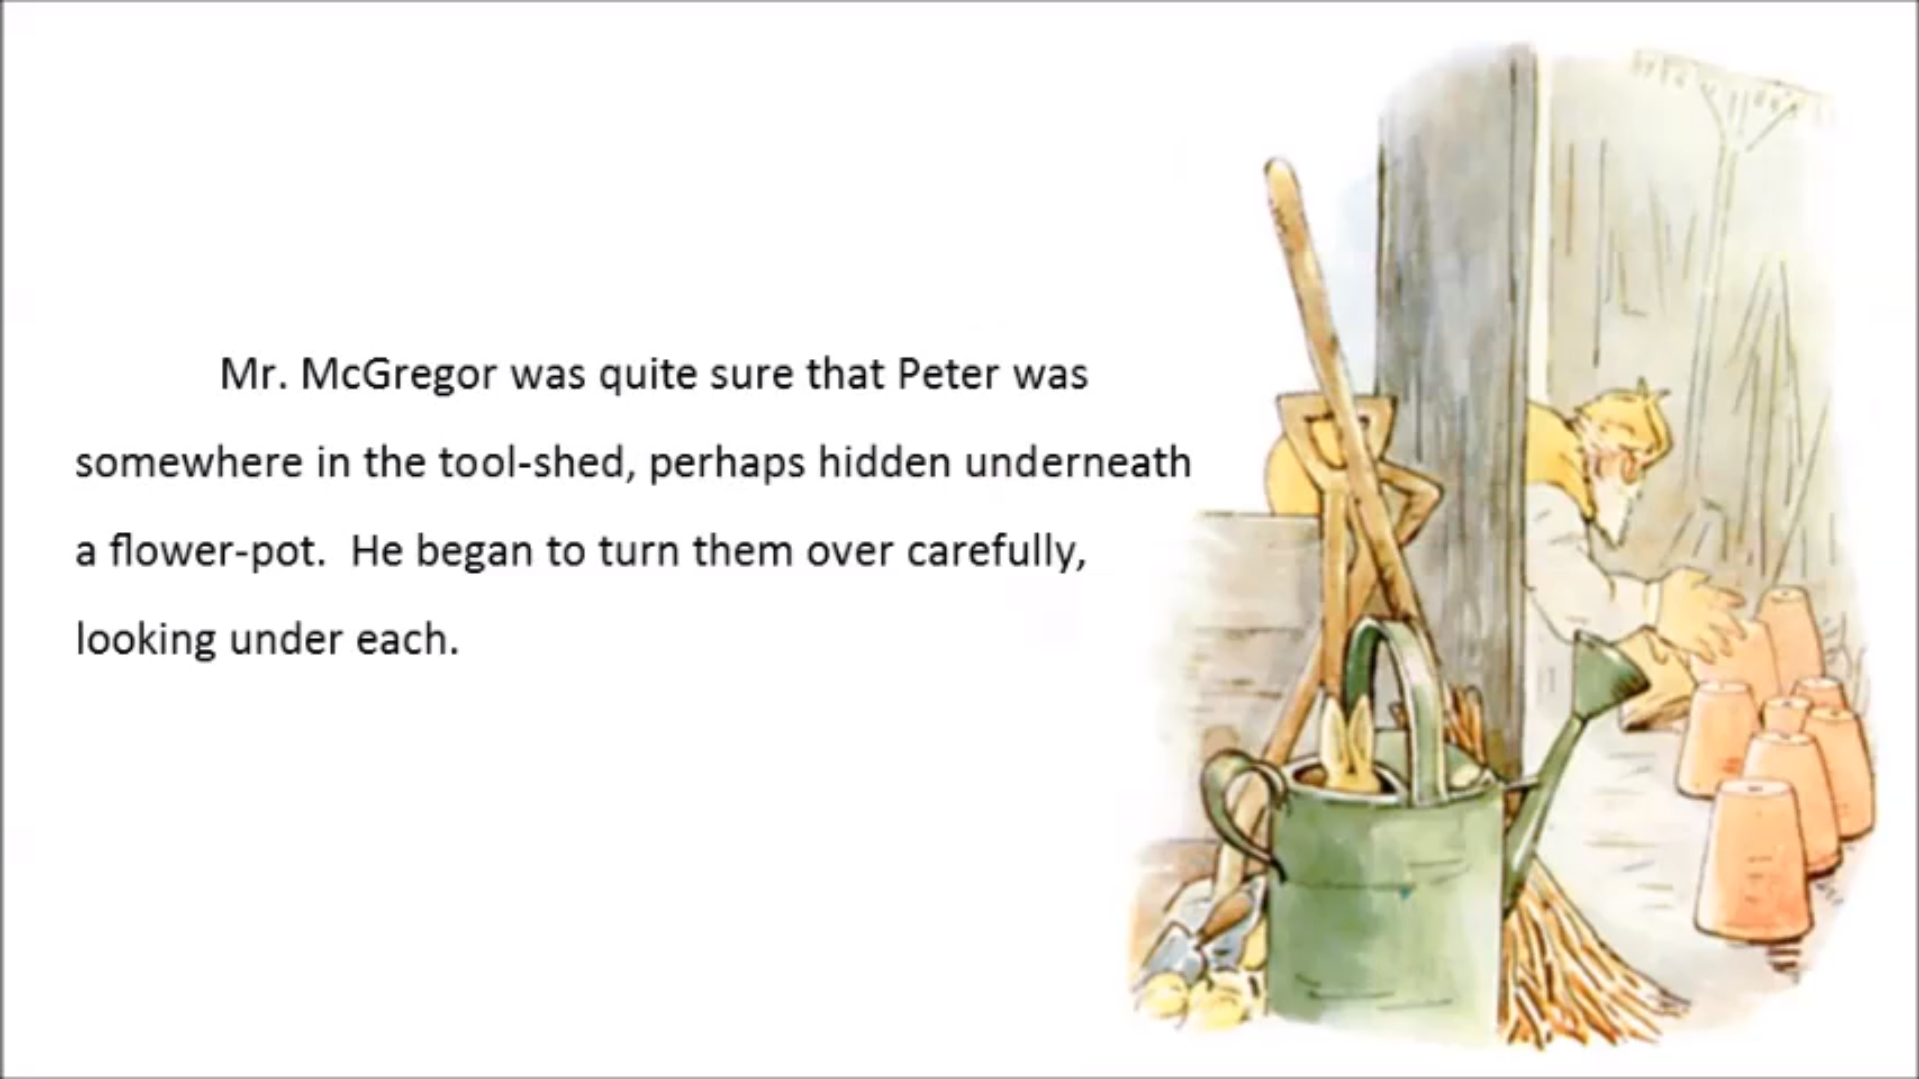 Mr. McGregor was quite sure that Peter was
somewhere in the tool-shed, perhaps hidden underneath
a flower-pot.  He began to turn them over carefully,
looking under each.